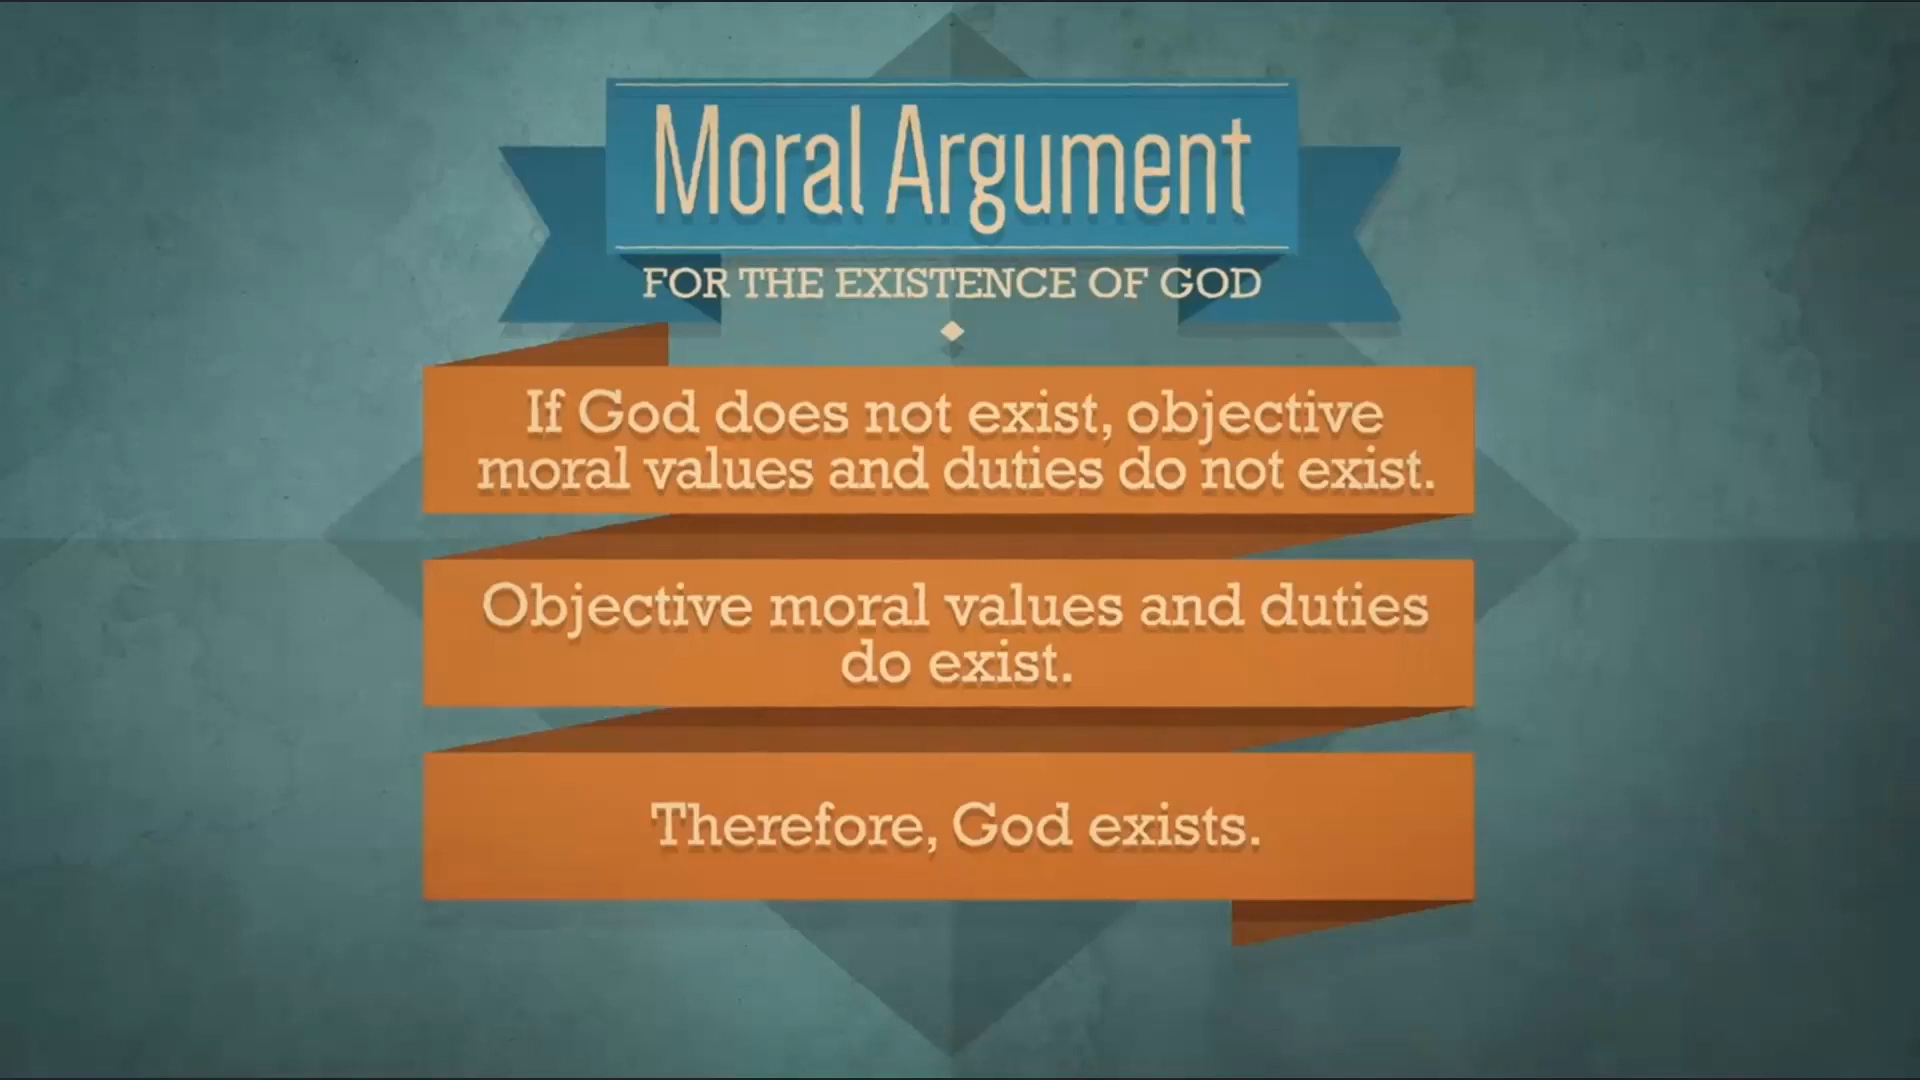 Moral Argument
FOR THE EXISTENCE OF GOD
If God does not exist, objective
moral values and duties do not exist.
Objective moral values and duties
do exist.
Therefore, God exists.